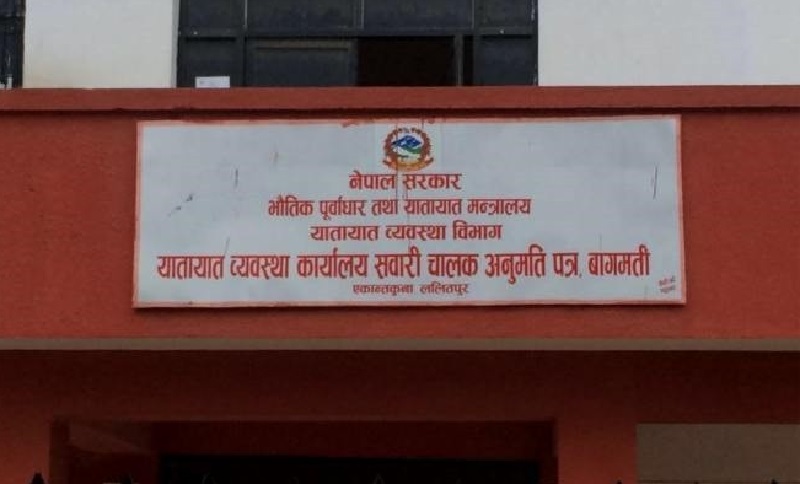 नेपाल सरकार
भौतिक पूर्वाधार तथा यातायात मन्त्रालय
यातायात व्यवस्था विभाग
यातायात व्यवस्था कार्यालय सवारी चालक अनुमति पत्र, बागमती
एकान्तकुना ललितपुर